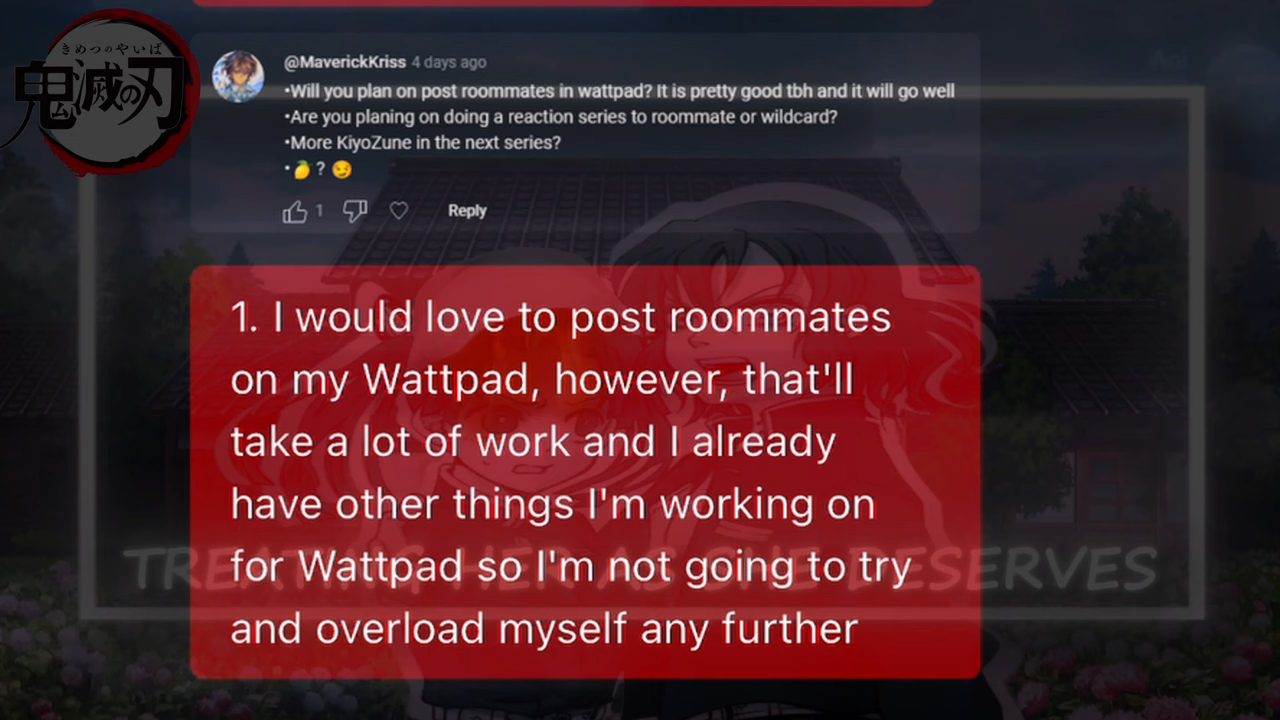 きめつのやいば
鬼滅の刃
@MaverickKriss 4 days ago
•Will you plan on post roommates in wattpad? It is pretty good tbh and it will go well
•Are you planing on doing a reaction series to roommate or wildcard?
•More KiyoZune in the next series?
•🍋 ? 😏
1
Reply
1. I would love to post roommates
on my Wattpad, however, that'll
take a lot of work and I already
have other things I'm working on
for Wattpad so I'm not going to try
and overload myself any further
HER AS SHE DESERVES